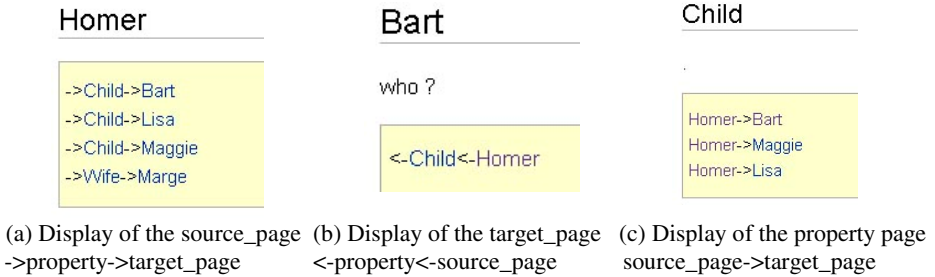 Homer
->Child->Bart
->Child->Lisa
->Child->Maggie
->Wife->Marge
(a) Display of the source_page
->property->target_page
Bart
who ?
<-Child<-Homer
(b) Display of the target_page
<-property<-source_page
Child
.
Homer->Bart
Homer->Maggie
Homer->Lisa
(c) Display of the property page
source_page->target_page